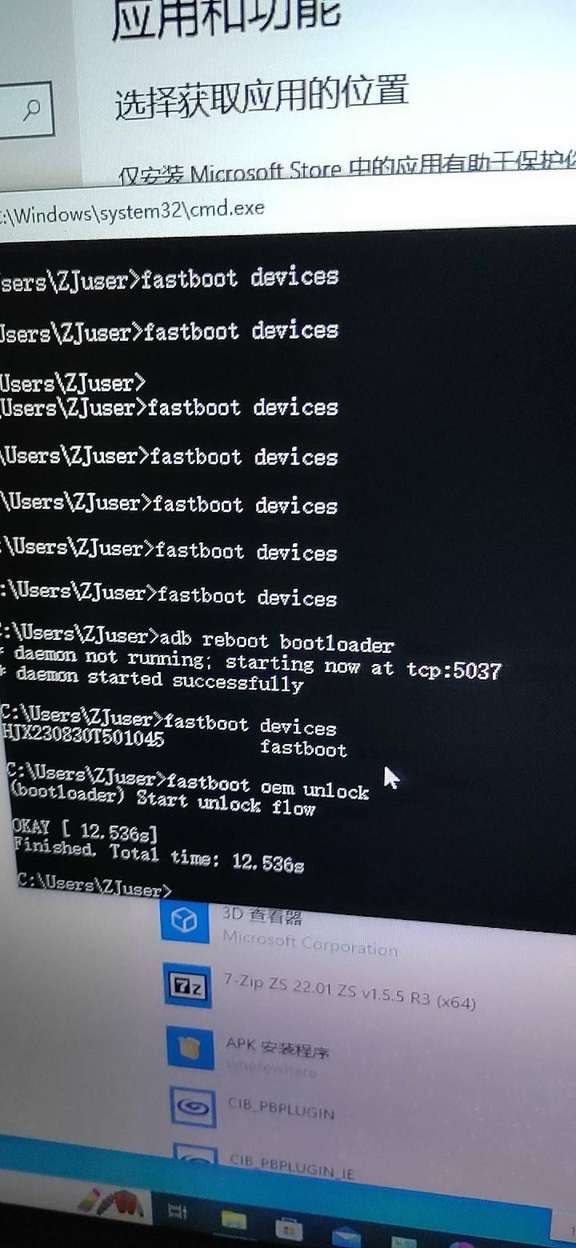 应用和功能
选择获取应用的位置
仅安装 Microsoft Store 中的应用有助于保护
:\Windows\system32\cmd.exe
sers\ZJuser>fastboot devices
Users\ZJuser>fastboot devices
Users\ZJuser>
Users\ZJuser>fastboot devices
\Users\ZJuser>fastboot devices
\Users\ZJuser>fastboot devices
:\Users\ZJuser>fastboot devices
:\Users\ZJuser>fastboot devices
C:\Users\ZJuser>adb reboot bootloader
* daemon not running; starting now at tcp:5037
* daemon started successfully
C:\Users\ZJuser>fastboot devices
HJX230830T501045 fastboot
C:\Users\ZJuser>fastboot oem unlock
(bootloader) Start unlock flow
OKAY [ 12.536s]
Finished. Total time: 12.536s
C:\Users\ZJuser>
3D 查看器
Microsoft Corporation
7-Zip ZS 22.01 ZS v1.5.5 R3 (x64)
APK 安装程序
CIB_PBPLUGIN
CIB_PBPLUGIN_IE